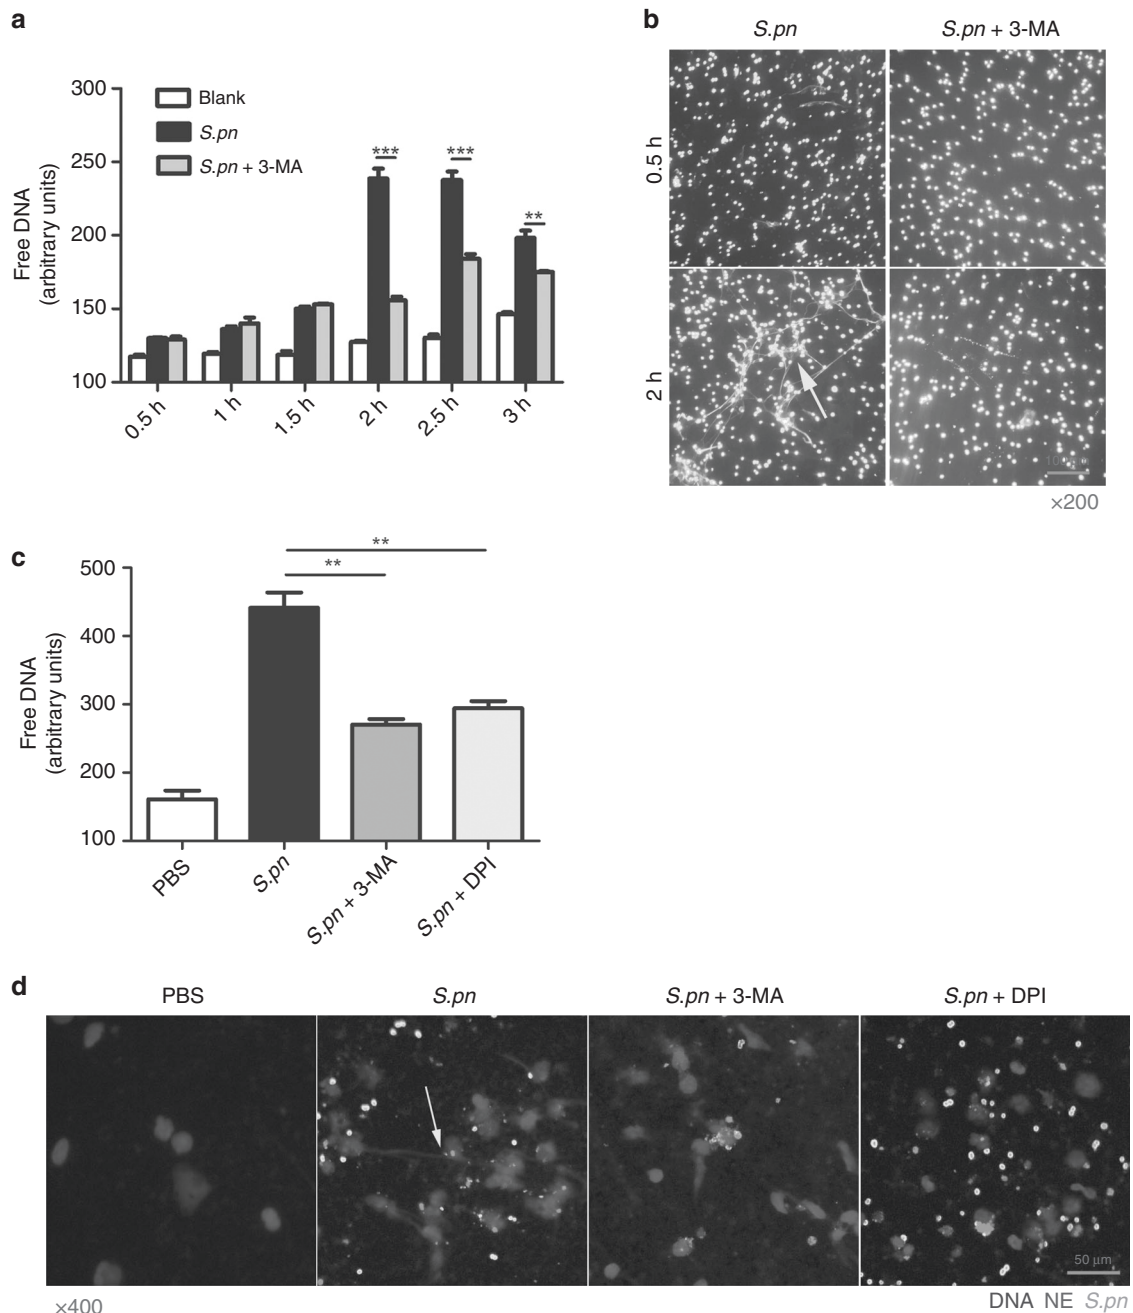 a
300
250
200
150
100
Free DNA
(arbitrary units)
Blank
S.pn
S.pn + 3-MA
***
***
**
0.5 h
1 h
1.5 h
2 h
2.5 h
3 h
b
S.pn
S.pn + 3-MA
0.5 h
2 h
×200
c
500
400
300
200
100
Free DNA
(arbitrary units)
**
**
PBS
S.pn
S.pn + 3-MA
S.pn + DPI
d
PBS
S.pn
S.pn + 3-MA
S.pn + DPI
50 μm
×400
DNA NE S.pn